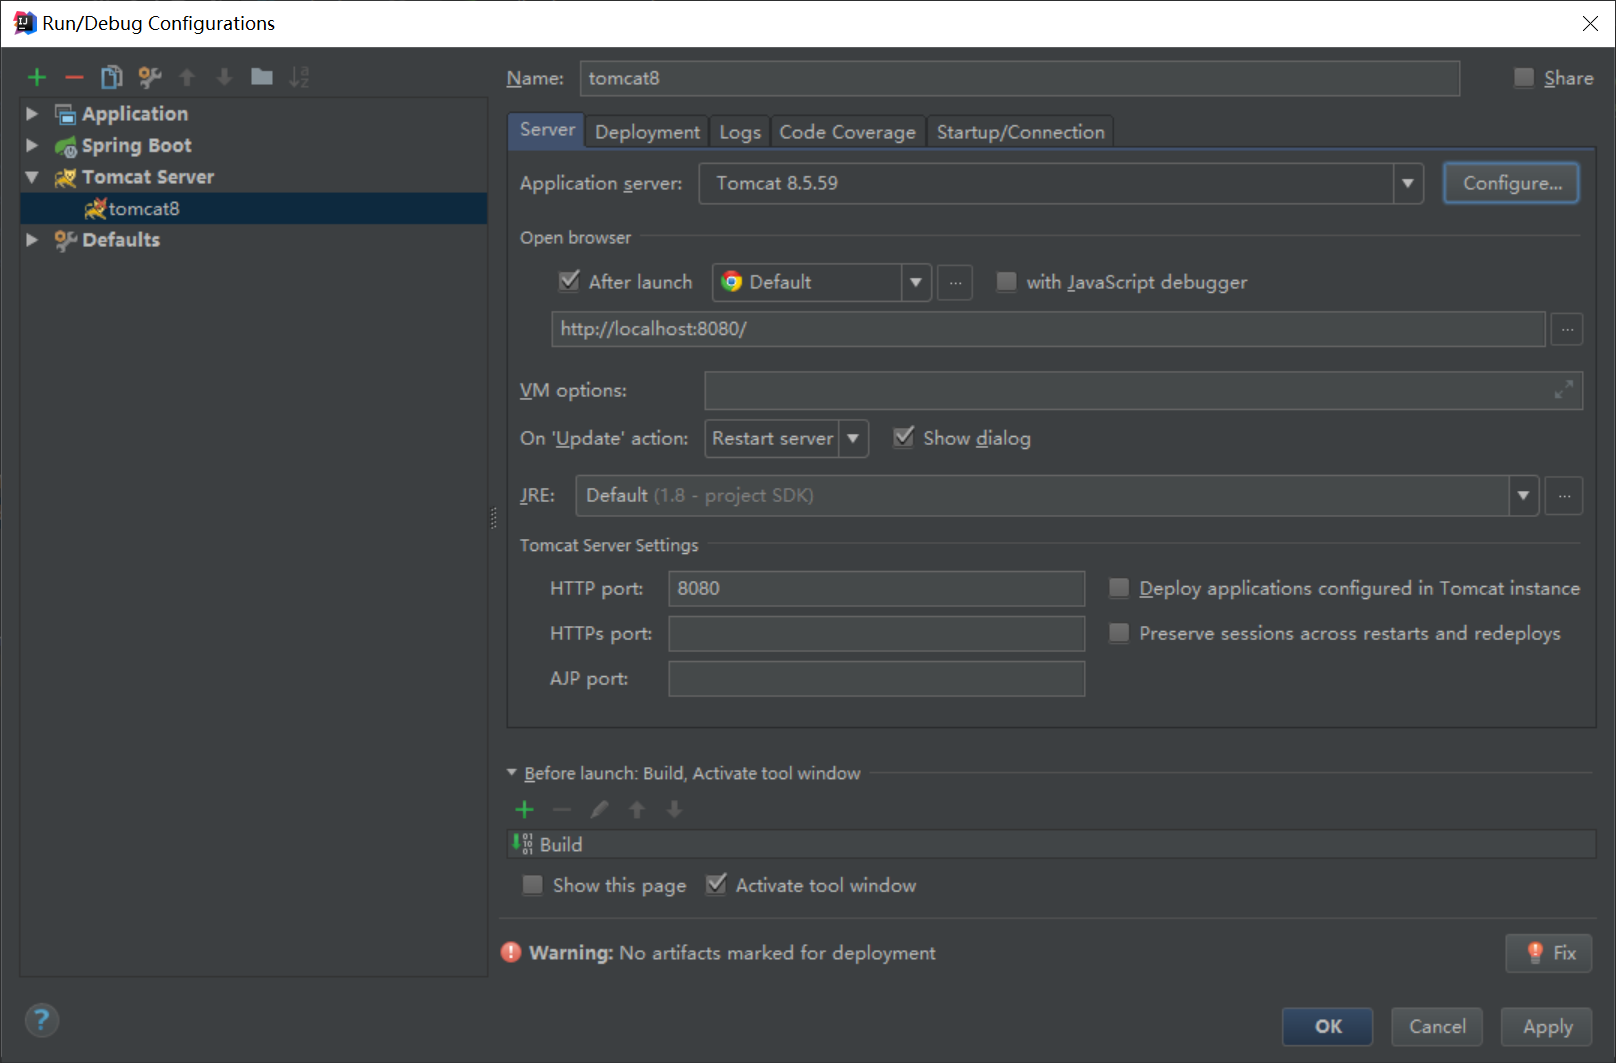 Run/Debug Configurations
Application
Spring Boot
Tomcat Server
tomcat8
Defaults
Name: tomcat8 Share
Server Deployment Logs Code Coverage Startup/Connection
Application server: Tomcat 8.5.59 Configure...
Open browser
After launch Default ... with JavaScript debugger
http://localhost:8080/ ...
VM options:
On 'Update' action: Restart server Show dialog
JRE: Default (1.8 - project SDK) ...
Tomcat Server Settings
HTTP port: 8080 Deploy applications configured in Tomcat instance
HTTPs port: Preserve sessions across restarts and redeploys
AJP port:
Before launch: Build, Activate tool window
Build
Show this page Activate tool window
Warning: No artifacts marked for deployment Fix
? OK Cancel Apply